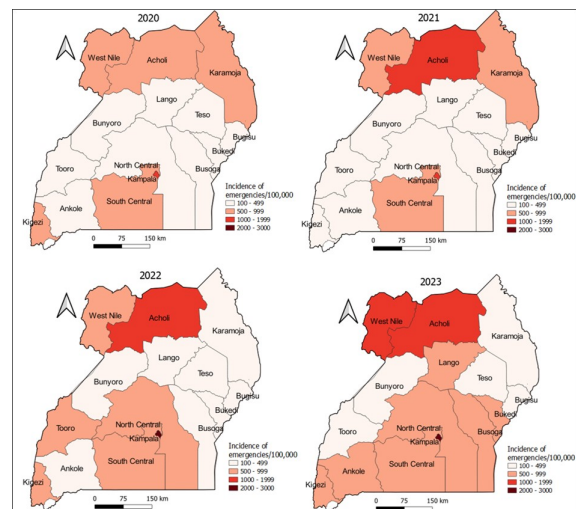 2020
West Nile
Acholi
Karamoja
Lango
Teso
Bunyoro
Bugisu
Bukedi
Tooro
North Central
Kampala
Busoga
Ankole
South Central
Kigezi
Incidence of
emergencies/100,000
100 - 499
500 - 999
1000 - 1999
2000 - 3000
0 75 150 km
2021
West Nile
Acholi
Karamoja
Lango
Teso
Bunyoro
Bugisu
Bukedi
Tooro
North Central
Kampala
Busoga
Ankole
South Central
Kigezi
Incidence of
emergencies/100,000
100 - 499
500 - 999
1000 - 1999
2000 - 3000
0 75 150 km
2022
West Nile
Acholi
Karamoja
Lango
Teso
Bunyoro
Bugisu
Bukedi
Tooro
North Central
Kampala
Busoga
Ankole
South Central
Kigezi
Incidence of
emergencies/100,000
100 - 499
500 - 999
1000 - 1999
2000 - 3000
0 75 150 km
2023
West Nile
Acholi
Karamoja
Lango
Teso
Bunyoro
Bugisu
Bukedi
Tooro
North Central
Kampala
Busoga
Ankole
South Central
Kigezi
Incidence of
emergencies/100,000
100 - 499
500 - 999
1000 - 1999
2000 - 3000
0 75 150 km